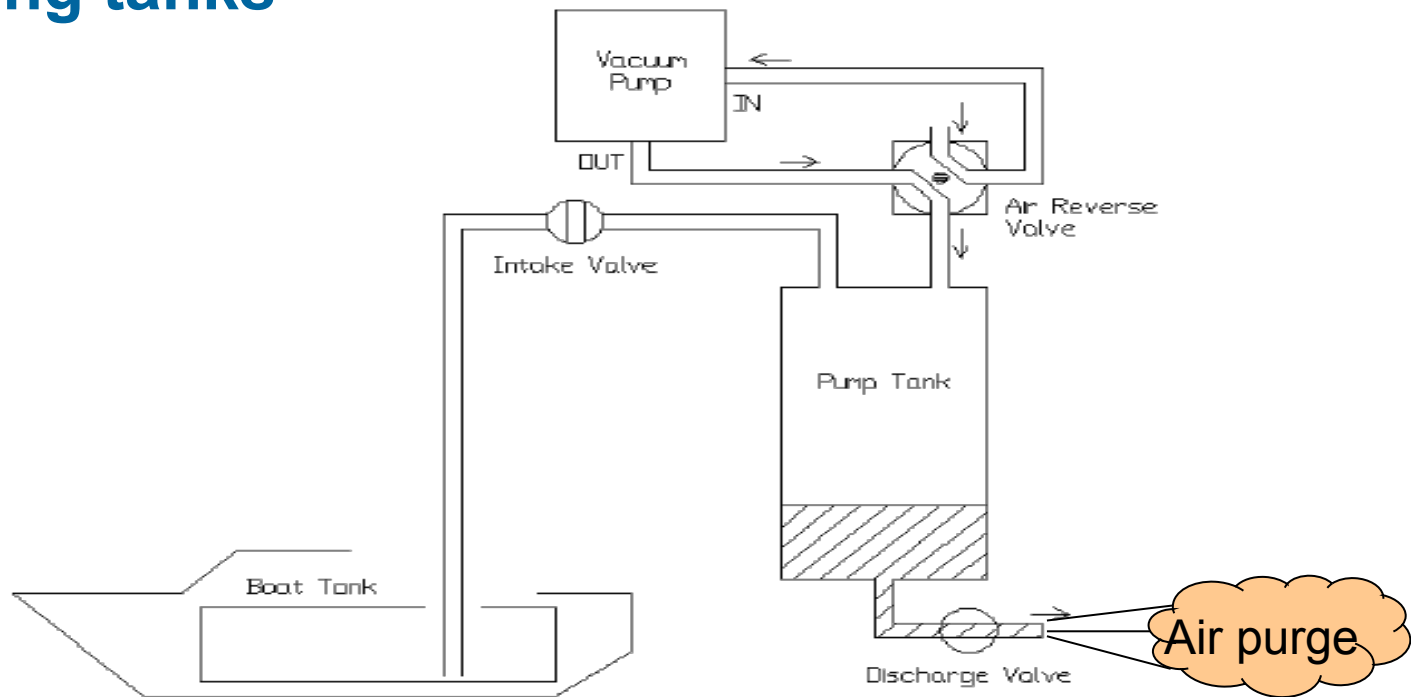 ng tanks
Vacuum
Pump
IN
OUT
Air Reverse
Valve
Intake Valve
Pump Tank
Boat Tank
Air purge
Discharge Valve